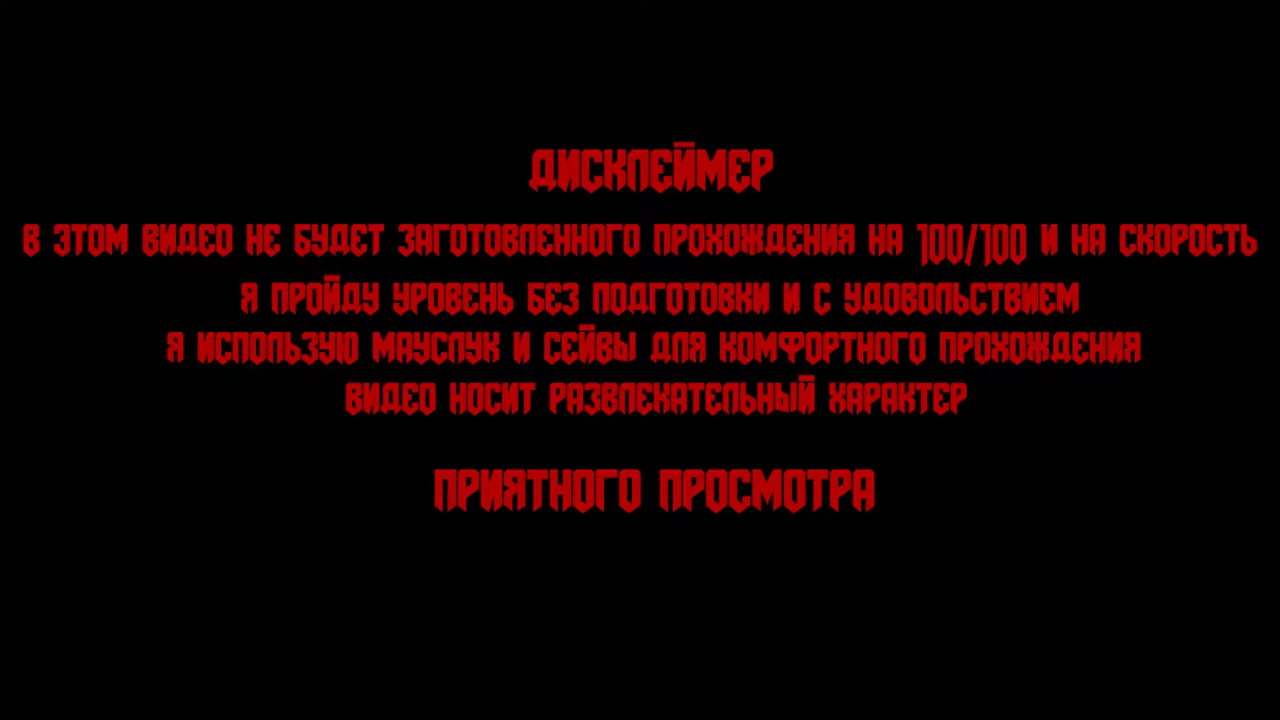 ДИСКЛЕЙМЕР
В ЭТОМ ВИДЕО НЕ БУДЕТ ЗАГОТОВЛЕННОГО ПРОХОЖДЕНИЯ НА 100/100 И НА СКОРОСТЬ
Я ПРОЙДУ УРОВЕНЬ БЕЗ ПОДГОТОВКИ И С УДОВОЛЬСТВИЕМ
Я ИСПОЛЬЗУЮ МАУСЛУК И СЕЙВЫ ДЛЯ КОМФОРТНОГО ПРОХОЖДЕНИЯ
ВИДЕО НОСИТ РАЗВЛЕКАТЕЛЬНЫЙ ХАРАКТЕР
ПРИЯТНОГО ПРОСМОТРА